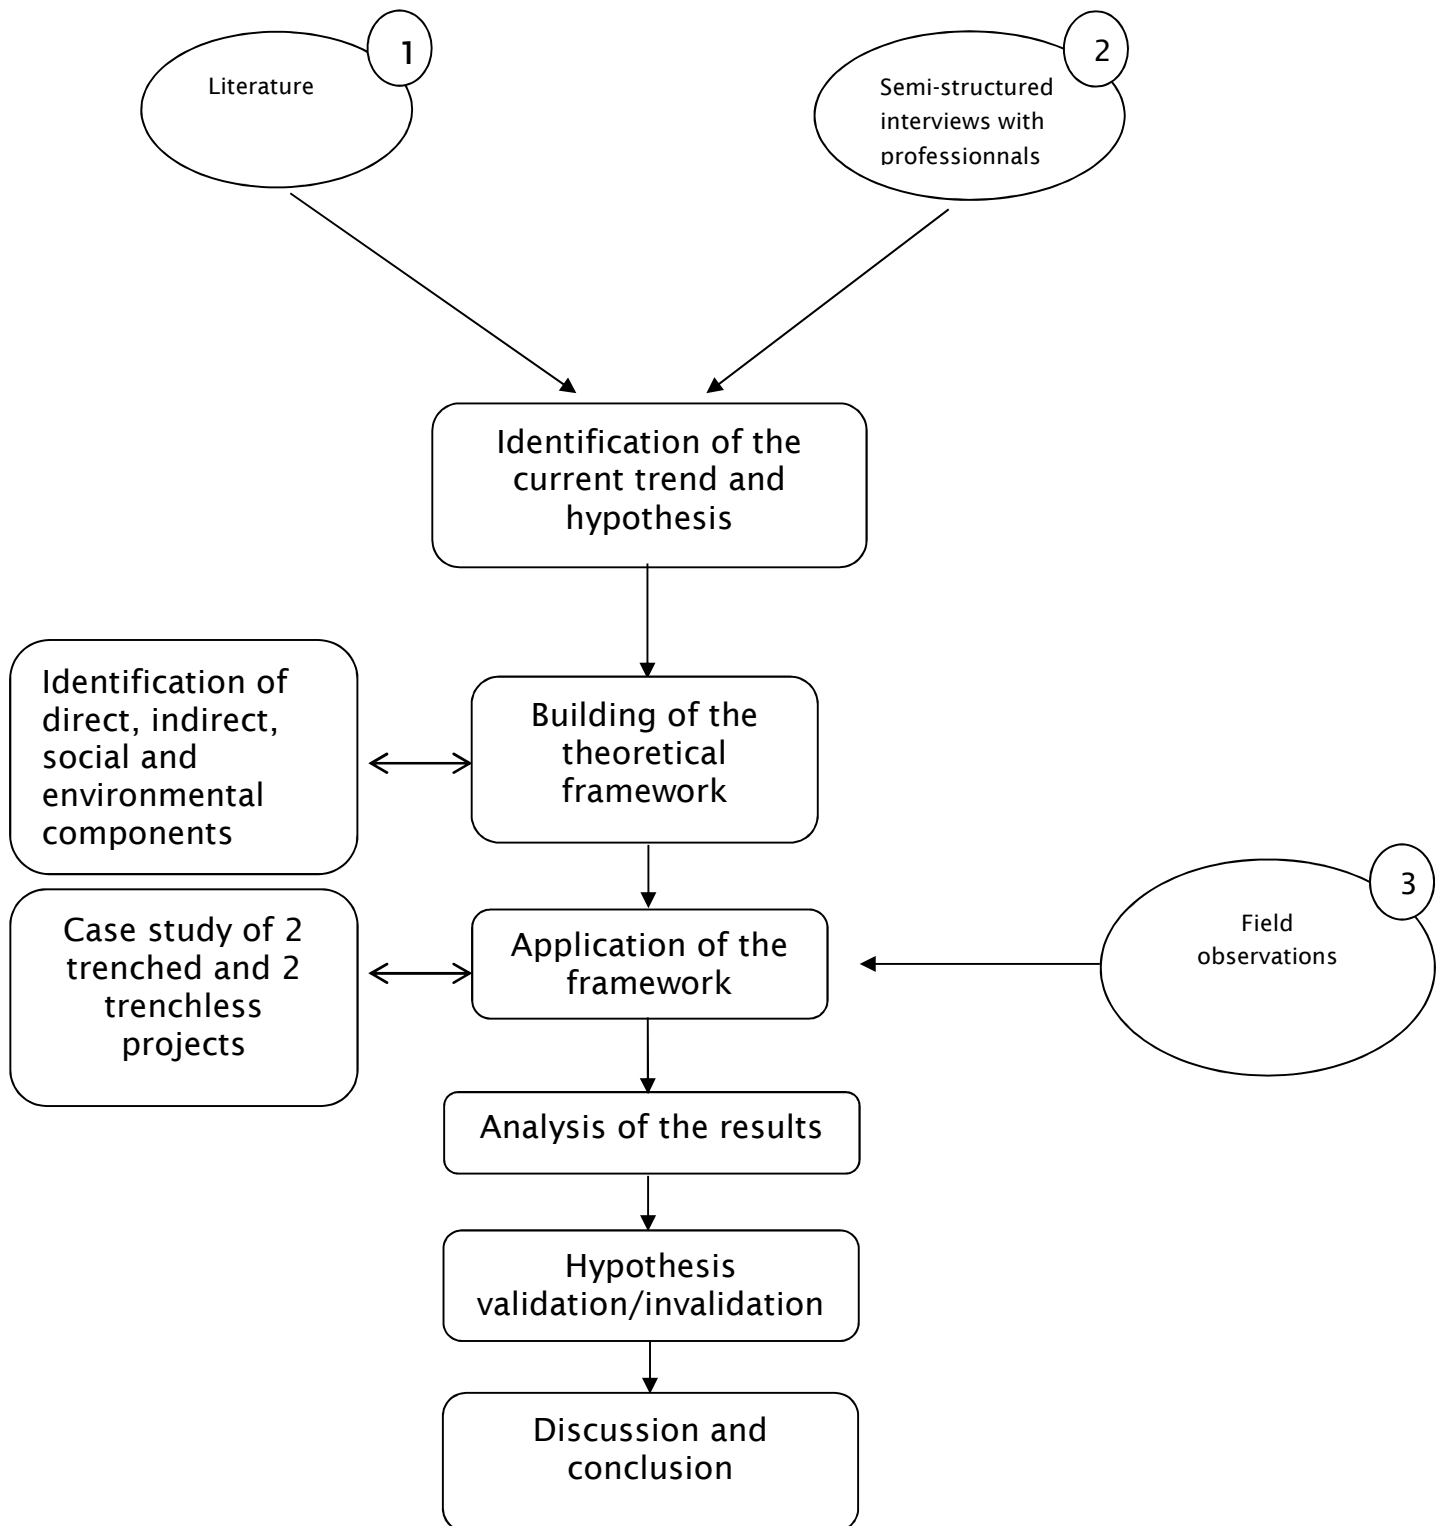 1
Literature
2
Semi-structured
interviews with
professionnals
Identification of the
current trend and
hypothesis
Identification of
direct, indirect,
social and
environmental
components
Building of the
theoretical
framework
Case study of 2
trenched and 2
trenchless
projects
Application of the
framework
3
Field
observations
Analysis of the results
Hypothesis
validation/invalidation
Discussion and
conclusion